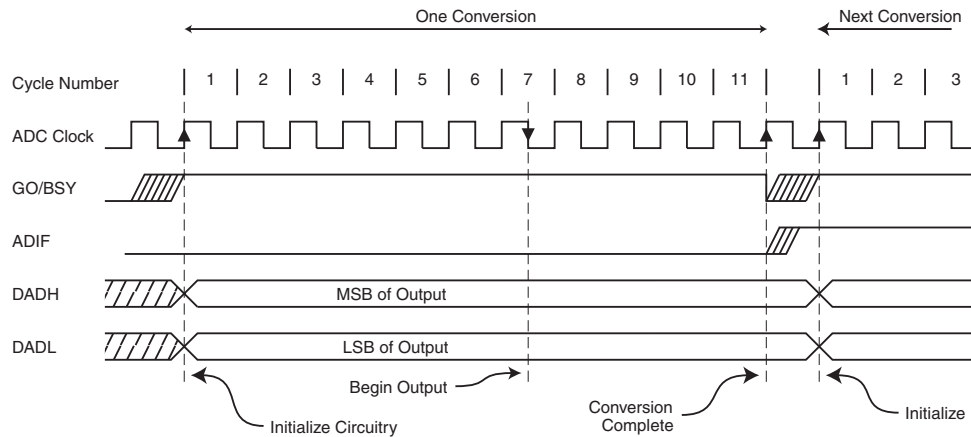 One Conversion
Next Conversion
Cycle Number 1 2 3 4 5 6 7 8 9 10 11 1 2 3
ADC Clock
GO/BSY
ADIF
DADH
MSB of Output
DADL
LSB of Output
Begin Output
Initialize Circuitry
Conversion
Complete
Initialize